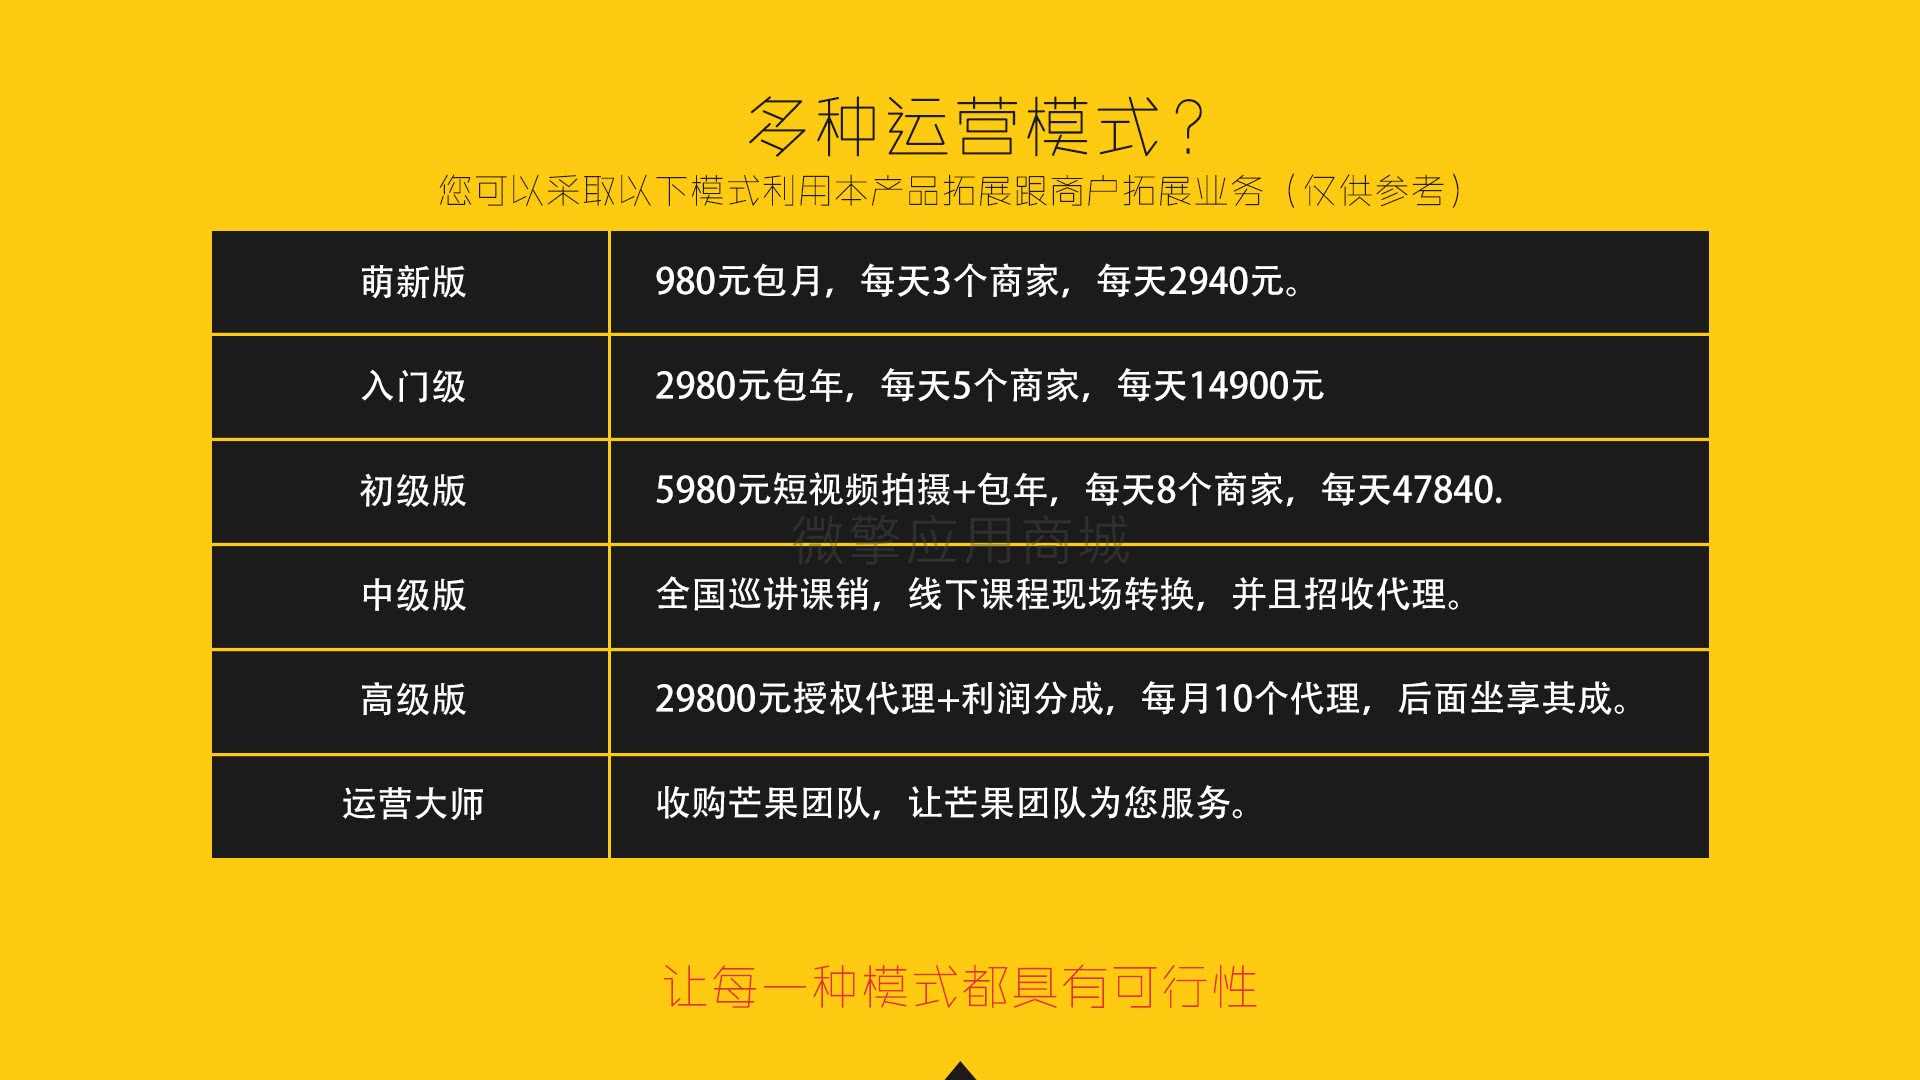 多种运营模式？
您可以采取以下模式利用本产品拓展跟商户拓展业务（仅供参考）
萌新版 980元包月，每天3个商家，每天2940元。
入门级 2980元包年，每天5个商家，每天14900元
初级版 5980元短视频拍摄+包年，每天8个商家，每天47840.
微擎应用商城
中级版 全国巡讲课销，线下课程现场转换，并且招收代理。
高级版 29800元授权代理+利润分成，每月10个代理，后面坐享其成。
运营大师 收购芒果团队，让芒果团队为您服务。
让每一种模式都具有可行性